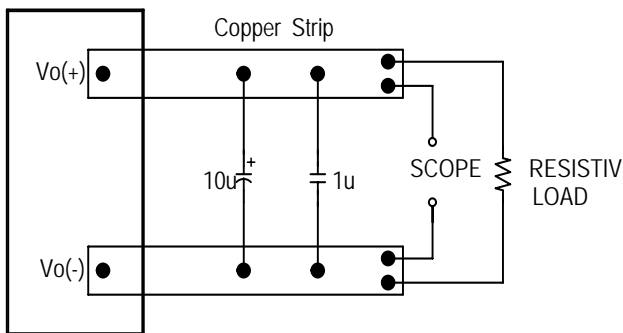 Copper Strip
Vo(+)
10u
+
1u
SCOPE
RESISTIV
LOAD
Vo(-)